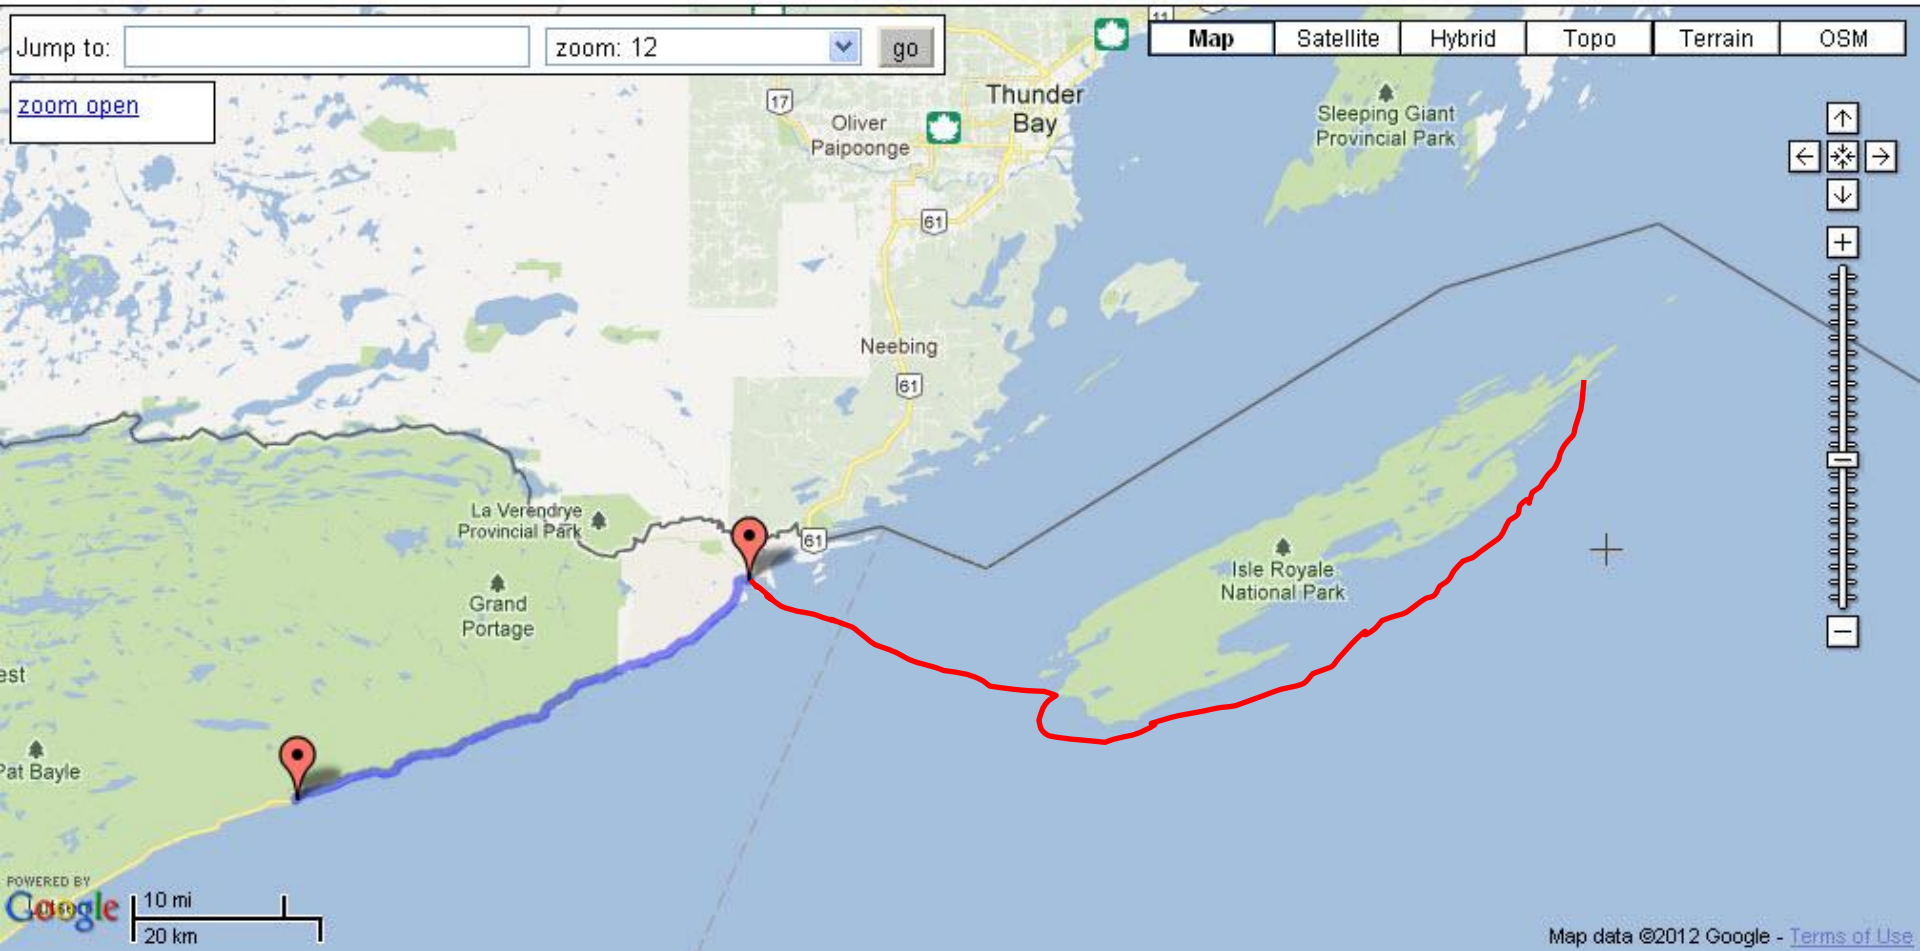 Jump to:
zoom: 12
go
Map
Satellite
Hybrid
Topo
Terrain
OSM
zoom open
11
17
Thunder
Bay
Oliver
Paipoonge
Sleeping Giant
Provincial Park
61
Neebing
61
La Verendrye
Provincial Park
61
Grand
Portage
Isle Royale
National Park
est
Pat Bayle
POWERED BY
Google
10 mi
20 km
Map data ©2012 Google - Terms of Use